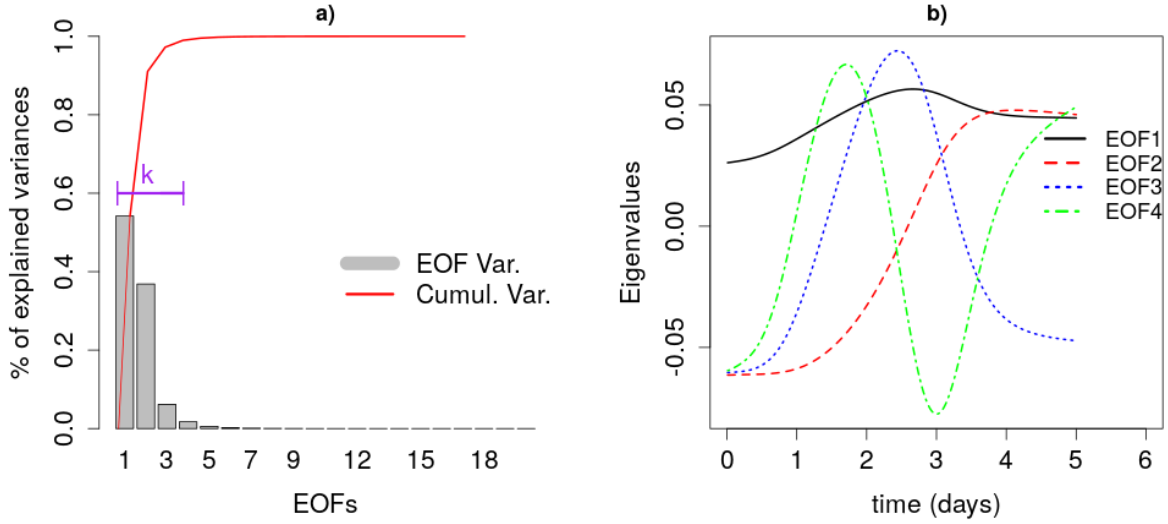 a)
% of explained variances
1.0
0.8
0.6
0.4
0.2
0.0
k
EOF Var.
Cumul. Var.
1 3 5 7 9 12 15 18
EOFs
b)
Eigenvalues
0.05
0.00
-0.05
EOF1
EOF2
EOF3
EOF4
0 1 2 3 4 5 6
time (days)